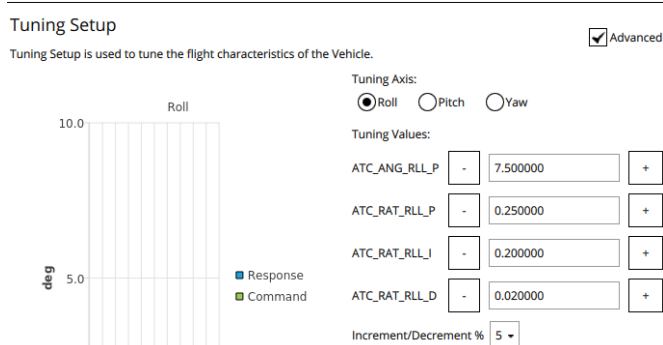 Tuning Setup
Advanced
Tuning Setup is used to tune the flight characteristics of the Vehicle.
Tuning Axis:
Roll Pitch Yaw
Tuning Values:
ATC_ANG_RLL_P - 7.500000 +
ATC_RAT_RLL_P - 0.250000 +
ATC_RAT_RLL_I - 0.200000 +
ATC_RAT_RLL_D - 0.020000 +
Increment/Decrement % 5
Roll
10.0
deg
5.0
Response
Command